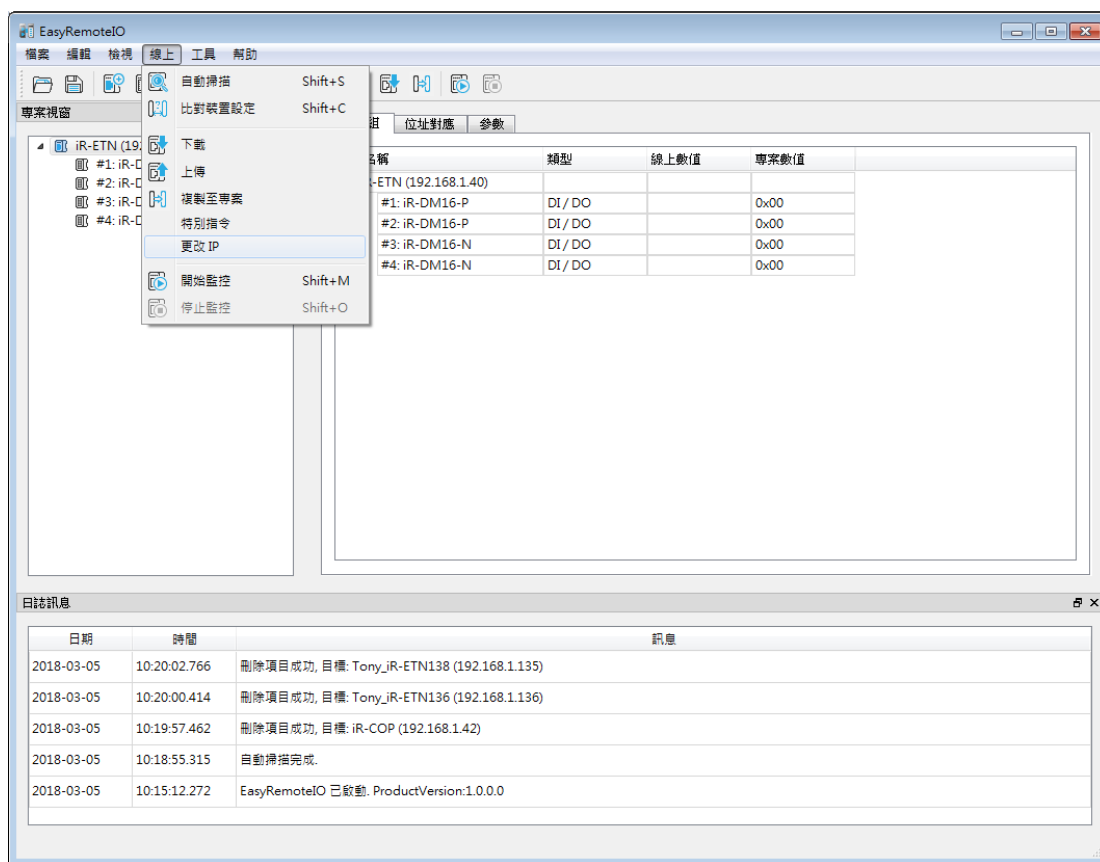 EasyRemoteIO
檔案 編輯 檢視 線上 工具 幫助
自動掃描 Shift+S
比對裝置設定 Shift+C
下載
上傳
複製至專案
特別指令
更改 IP
開始監控 Shift+M
停止監控 Shift+O
專案視窗
iR-ETN (19
#1: iR-D
#2: iR-D
#3: iR-D
#4: iR-D
組 位址對應 參數
名稱 類型 線上數值 專案數值
-ETN (192.168.1.40)
#1: iR-DM16-P DI / DO 0x00
#2: iR-DM16-P DI / DO 0x00
#3: iR-DM16-N DI / DO 0x00
#4: iR-DM16-N DI / DO 0x00
日誌訊息
日期 時間 訊息
2018-03-05 10:20:02.766 刪除項目成功, 目標: Tony_iR-ETN138 (192.168.1.135)
2018-03-05 10:20:00.414 刪除項目成功, 目標: Tony_iR-ETN136 (192.168.1.136)
2018-03-05 10:19:57.462 刪除項目成功, 目標: iR-COP (192.168.1.42)
2018-03-05 10:18:55.315 自動掃描完成.
2018-03-05 10:15:12.272 EasyRemoteIO 已啟動. ProductVersion:1.0.0.0